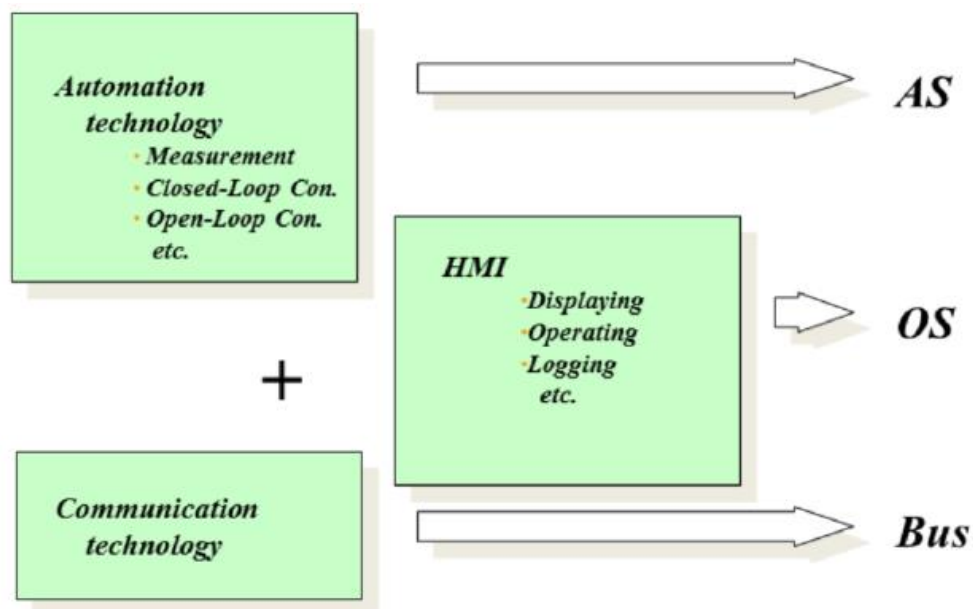 Automation
technology
· Measurement
· Closed-Loop Con.
· Open-Loop Con.
etc.
AS
HMI
·Displaying
·Operating
·Logging
etc.
OS
+
Communication
technology
Bus